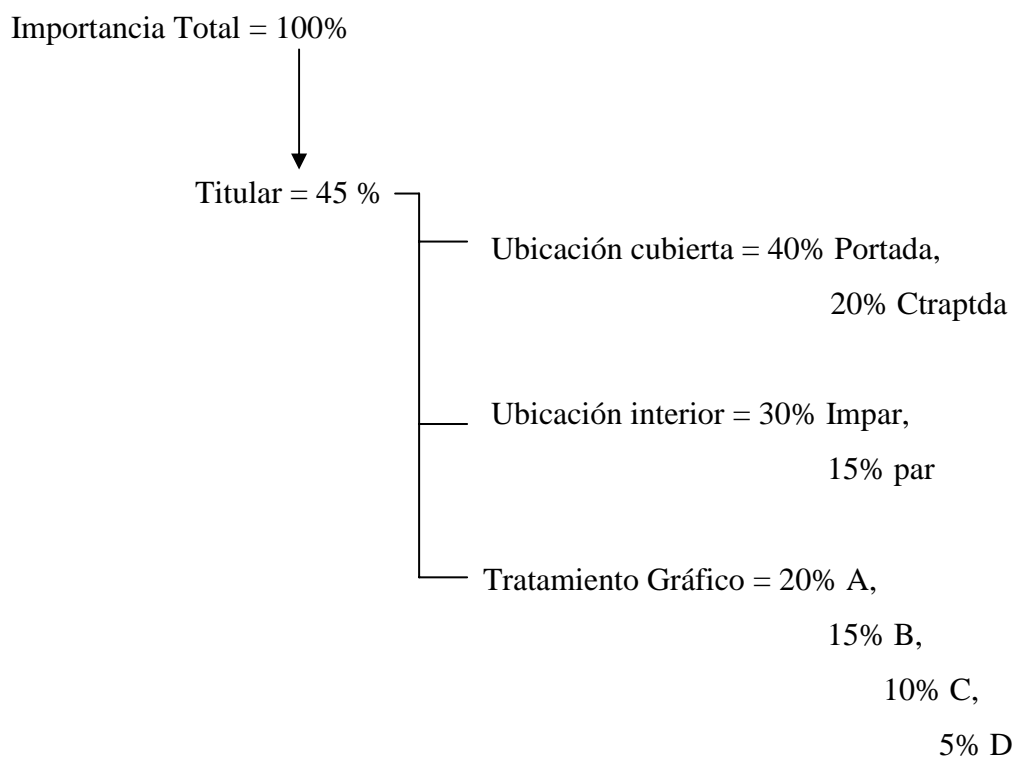 Importancia Total = 100%
Titular = 45 %
Ubicación cubierta = 40% Portada,
20% Ctraptda
Ubicación interior = 30% Impar,
15% par
Tratamiento Gráfico = 20% A,
15% B,
10% C,
5% D